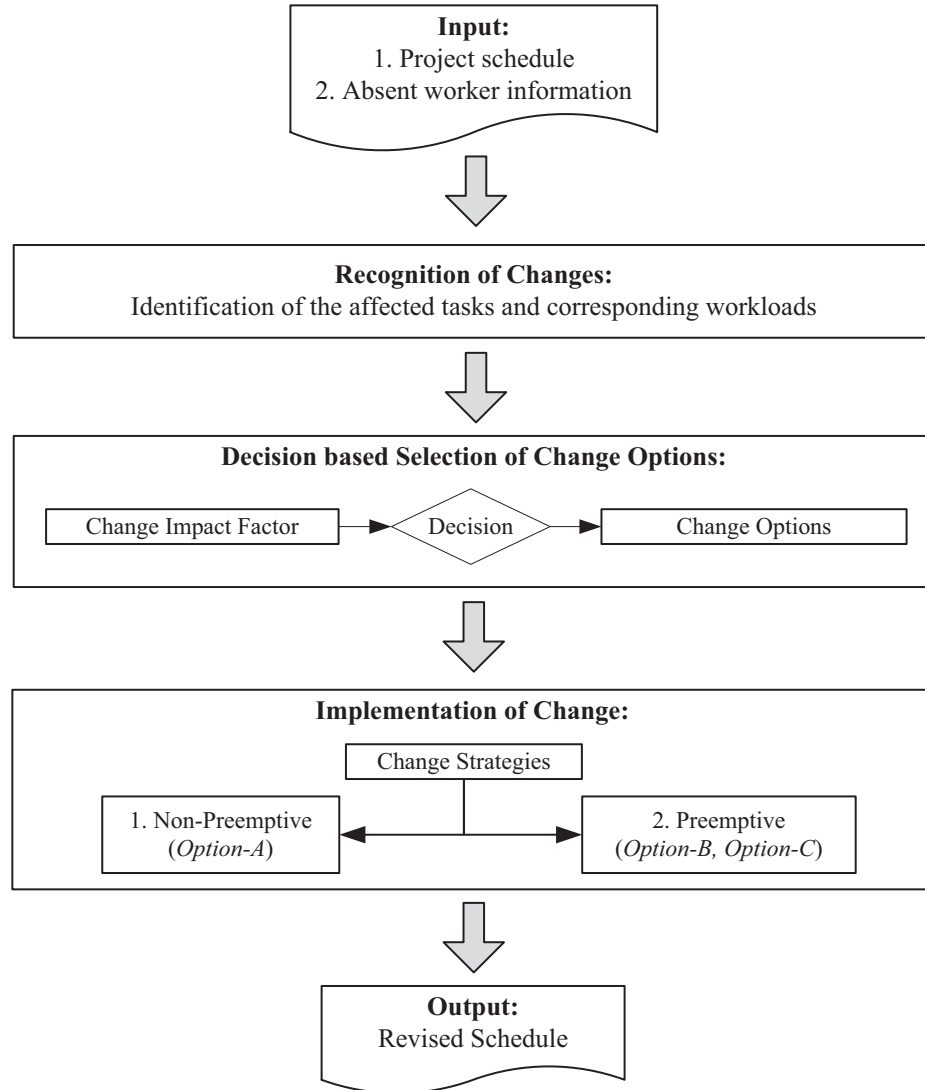 Input:
1. Project schedule
2. Absent worker information
Recognition of Changes:
Identification of the affected tasks and corresponding workloads
Decision based Selection of Change Options:
Change Impact Factor
Decision
Change Options
Implementation of Change:
Change Strategies
1. Non-Preemptive
(Option-A)
2. Preemptive
(Option-B, Option-C)
Output:
Revised Schedule